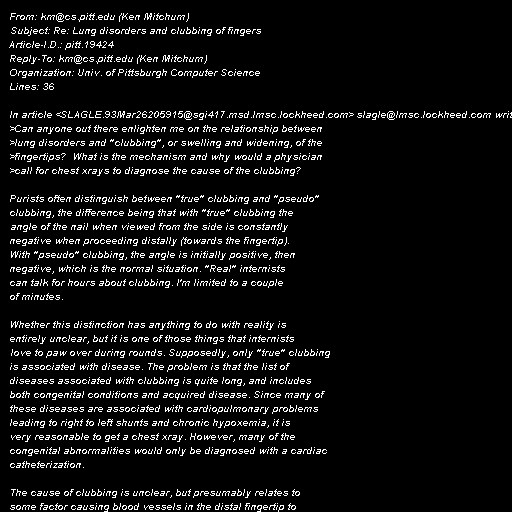 From: km@cs.pitt.edu (Ken Mitchum)
Subject: Re: Lung disorders and clubbing of fingers
Article-I.D.: pitt.19424
Reply-To: km@cs.pitt.edu (Ken Mitchum)
Organization: Univ. of Pittsburgh Computer Science
Lines: 36

In article <SLAGLE.93Mar26205915@sgi417.msd.lmsc.lockheed.com> slagle@lmsc.lockheed.com writ
>Can anyone out there enlighten me on the relationship between
>lung disorders and "clubbing", or swelling and widening, of the
>fingertips?  What is the mechanism and why would a physician
>call for chest xrays to diagnose the cause of the clubbing?

Purists often distinguish between "true" clubbing and "pseudo"
clubbing, the difference being that with "true" clubbing the
angle of the nail when viewed from the side is constantly
negative when proceeding distally (towards the fingertip).
With "pseudo" clubbing, the angle is initially positive, then
negative, which is the normal situation. "Real" internists
can talk for hours about clubbing. I'm limited to a couple
of minutes.

Whether this distinction has anything to do with reality is
entirely unclear, but it is one of those things that internists
love to paw over during rounds. Supposedly, only "true" clubbing
is associated with disease. The problem is that the list of
diseases associated with clubbing is quite long, and includes
both congenital conditions and acquired disease. Since many of
these diseases are associated with cardiopulmonary problems
leading to right to left shunts and chronic hypoxemia, it is
very reasonable to get a chest xray. However, many of the
congenital abnormalities would only be diagnosed with a cardiac
catheterization.

The cause of clubbing is unclear, but presumably relates to
some factor causing blood vessels in the distal fingertip to